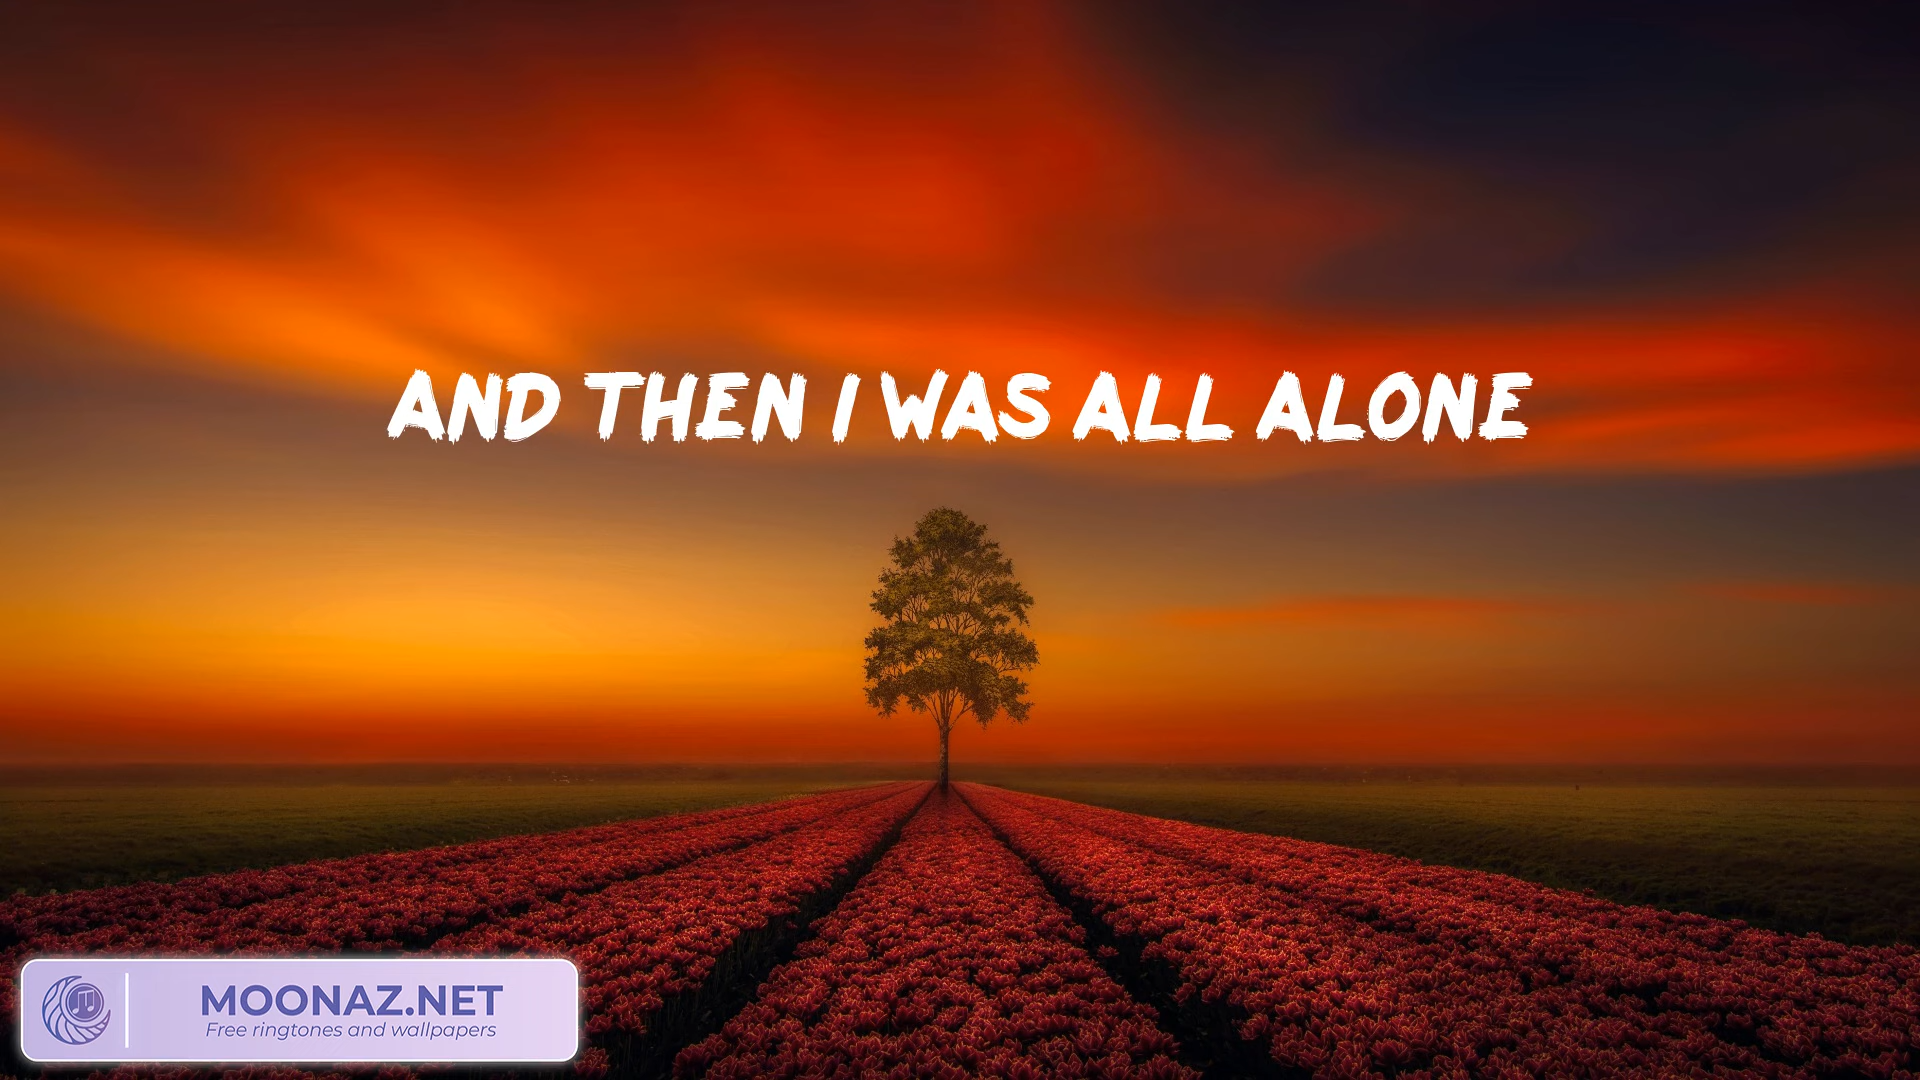 AND THEN I WAS ALL ALONE
MOONAZ.NET
Free ringtones and wallpapers